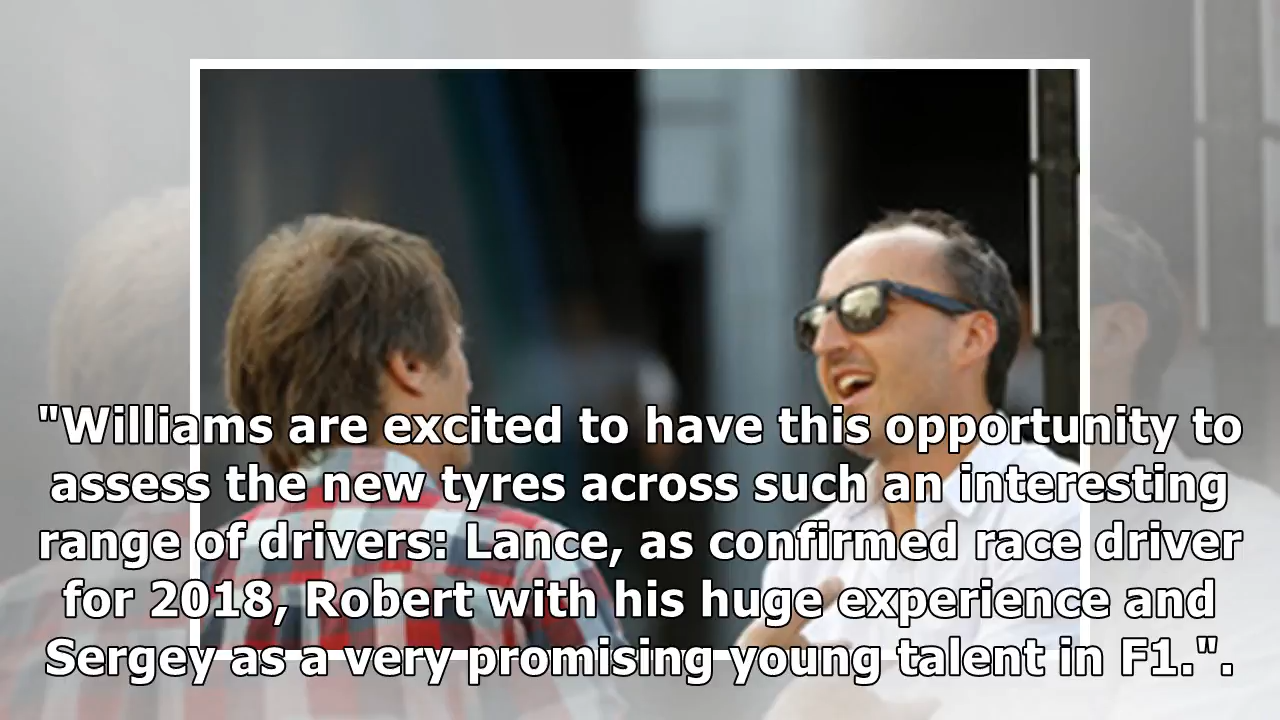 "Williams are excited to have this opportunity to
assess the new tyres across such an interesting
range of drivers: Lance, as confirmed race driver
for 2018, Robert with his huge experience and
Sergey as a very promising young talent in F1.".